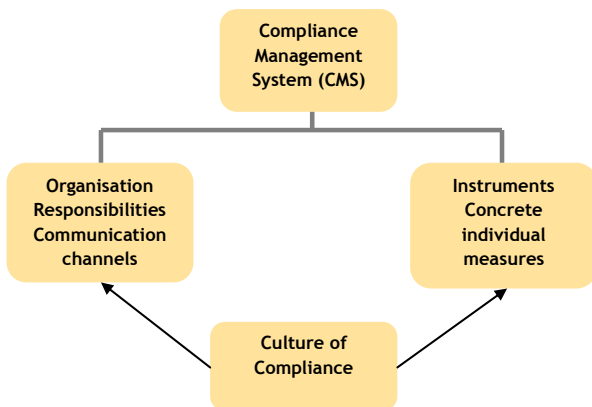 Compliance
Management
System (CMS)
Organisation
Responsibilities
Communication
channels
Instruments
Concrete
individual
measures
Culture of
Compliance